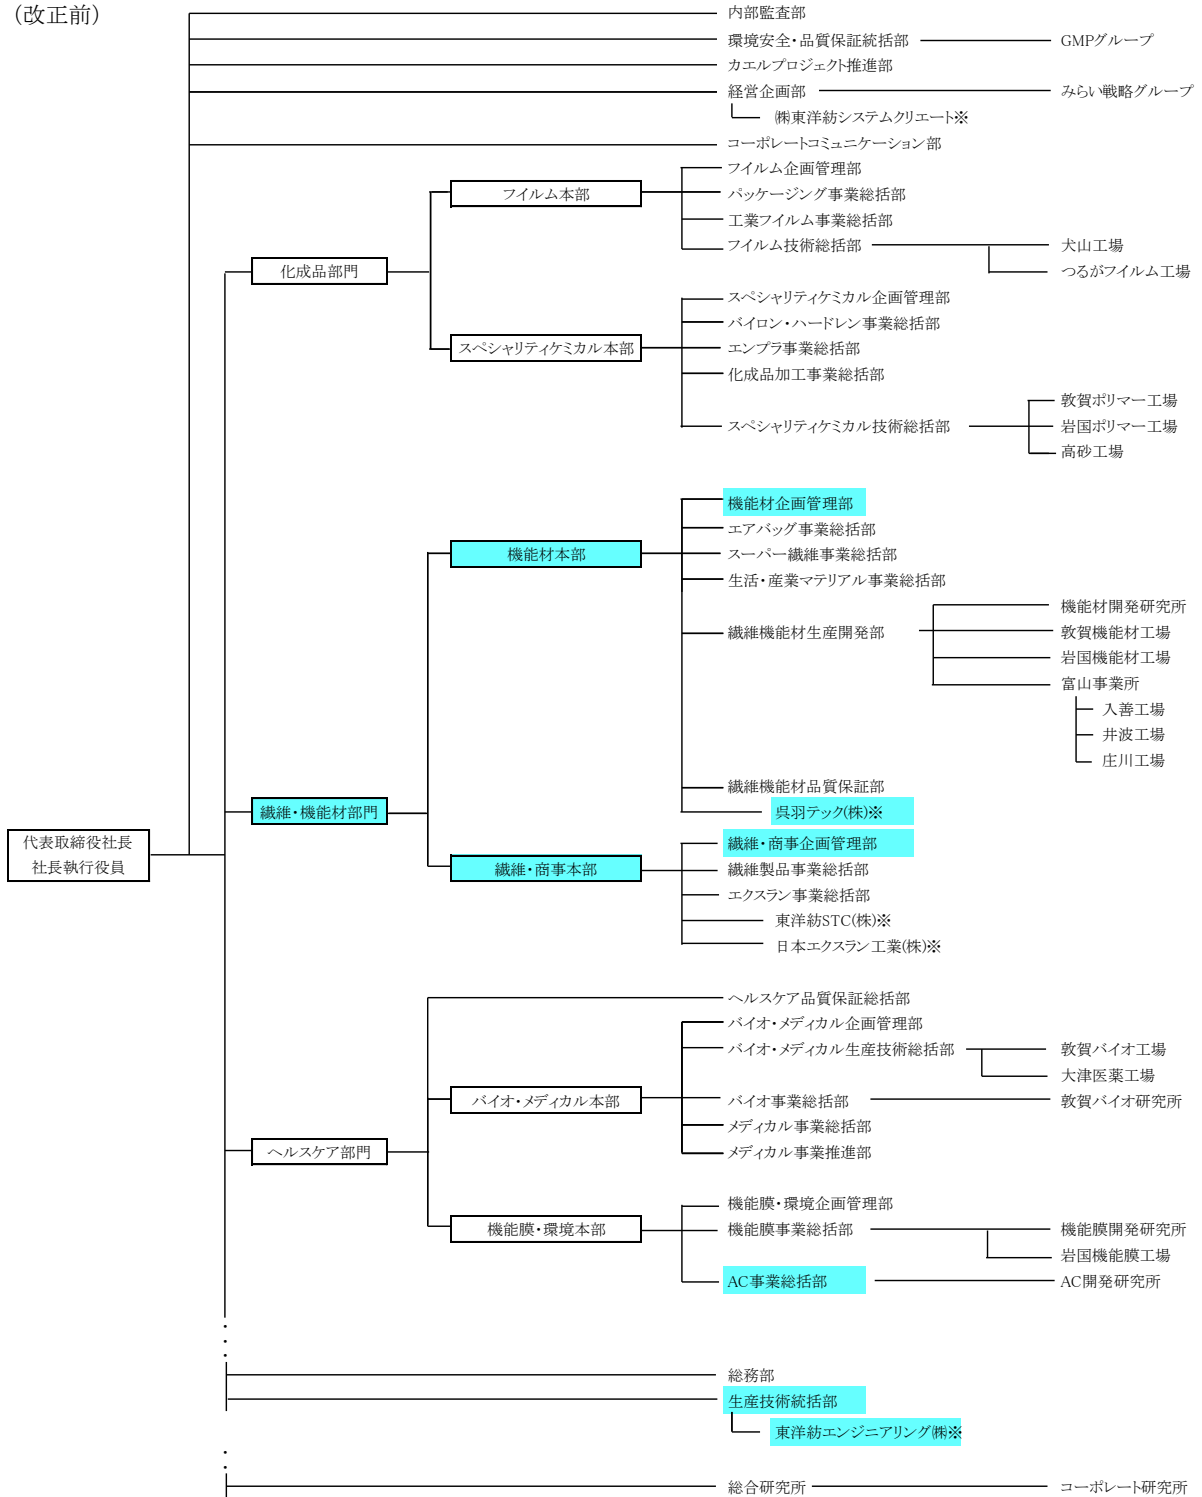 （改正前）
内部監査部
環境安全・品質保証統括部
GMPグループ
カエルプロジェクト推進部
経営企画部
みらい戦略グループ
㈱東洋紡システムクリエート※
コーポレートコミュニケーション部
フイルム企画管理部
フイルム本部
パッケージング事業総括部
工業フイルム事業総括部
フイルム技術総括部
犬山工場
化成品部門
つるがフイルム工場
スペシャリティケミカル企画管理部
バイロン・ハードレン事業総括部
スペシャリティケミカル本部
エンプラ事業総括部
化成品加工事業総括部
敦賀ポリマー工場
スペシャリティケミカル技術総括部
岩国ポリマー工場
高砂工場
機能材企画管理部
エアバッグ事業総括部
機能材本部
スーパー繊維事業総括部
生活・産業マテリアル事業総括部
機能材開発研究所
繊維機能材生産開発部
敦賀機能材工場
岩国機能材工場
富山事業所
入善工場
井波工場
庄川工場
繊維機能材品質保証部
繊維・機能材部門
呉羽テック(株)※
代表取締役社長
社長執行役員
繊維・商事企画管理部
繊維・商事本部
繊維製品事業総括部
エクスラン事業総括部
東洋紡STC(株)※
日本エクスラン工業(株)※
ヘルスケア品質保証総括部
バイオ・メディカル企画管理部
バイオ・メディカル生産技術総括部
敦賀バイオ工場
大津医薬工場
バイオ・メディカル本部
バイオ事業総括部
敦賀バイオ研究所
メディカル事業総括部
ヘルスケア部門
メディカル事業推進部
機能膜・環境企画管理部
機能膜・環境本部
機能膜事業総括部
機能膜開発研究所
岩国機能膜工場
AC事業総括部
AC開発研究所
・
・
・
総務部
生産技術統括部
東洋紡エンジニアリング㈱※
・
・
総合研究所
コーポレート研究所